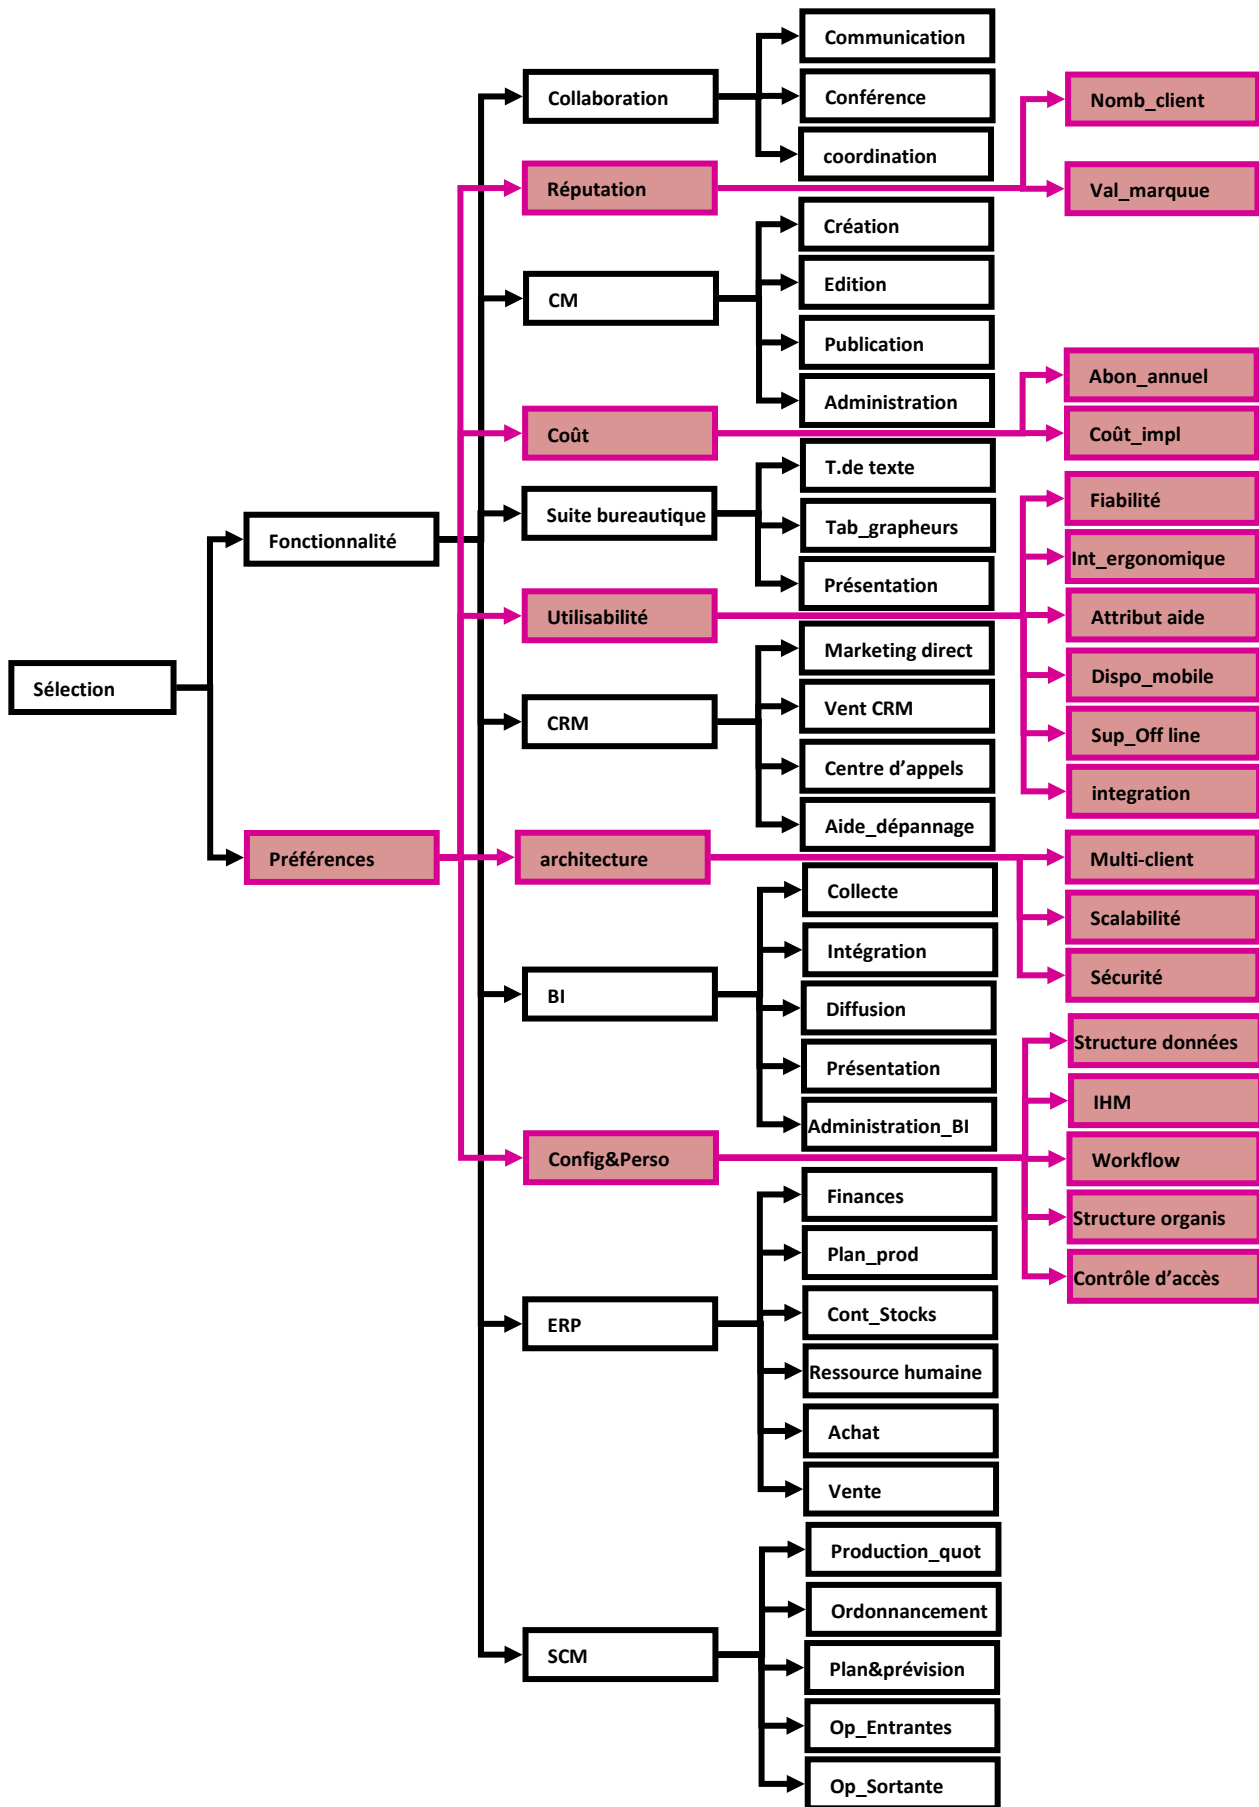 Communication
Collaboration
Conférence
Nomb_client
coordination
Réputation
Val_marquue
Création
CM
Edition
Publication
Abon_annuel
Administration
Coût
Coût_impl
T.de texte
Fiabilité
Suite bureautique
Tab_grapheurs
Fonctionnalité
Int_ergonomique
Présentation
Utilisabilité
Attribut aide
Marketing direct
Dispo_mobile
Sélection
Vent CRM
CRM
Sup_Off line
Centre d’appels
integration
Aide_dépannage
Préférences
architecture
Multi-client
Collecte
Scalabilité
Intégration
Sécurité
BI
Diffusion
Structure données
Présentation
IHM
Administration_BI
Config&Perso
Workflow
Finances
Structure organis
Plan_prod
Contrôle d’accès
Cont_Stocks
ERP
Ressource humaine
Achat
Vente
Production_quot
Ordonnancement
SCM
Plan&prévision
Op_Entrantes
Op_Sortante